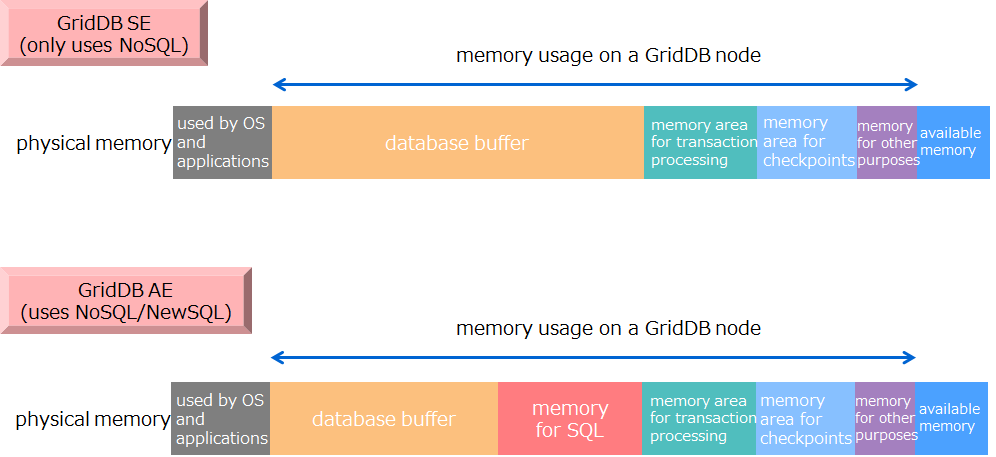 GridDB SE
(only uses NoSQL)
memory usage on a GridDB node
physical memory
used by OS
and
applications
database buffer
memory area
for transaction
processing
memory
area for
checkpoints
memory
for other
purposes
available
memory
GridDB AE
(uses NoSQL/NewSQL)
memory usage on a GridDB node
physical memory
used by OS
and
applications
database buffer
memory
for SQL
memory area
for transaction
processing
memory
area for
checkpoints
memory
for other
purposes
available
memory